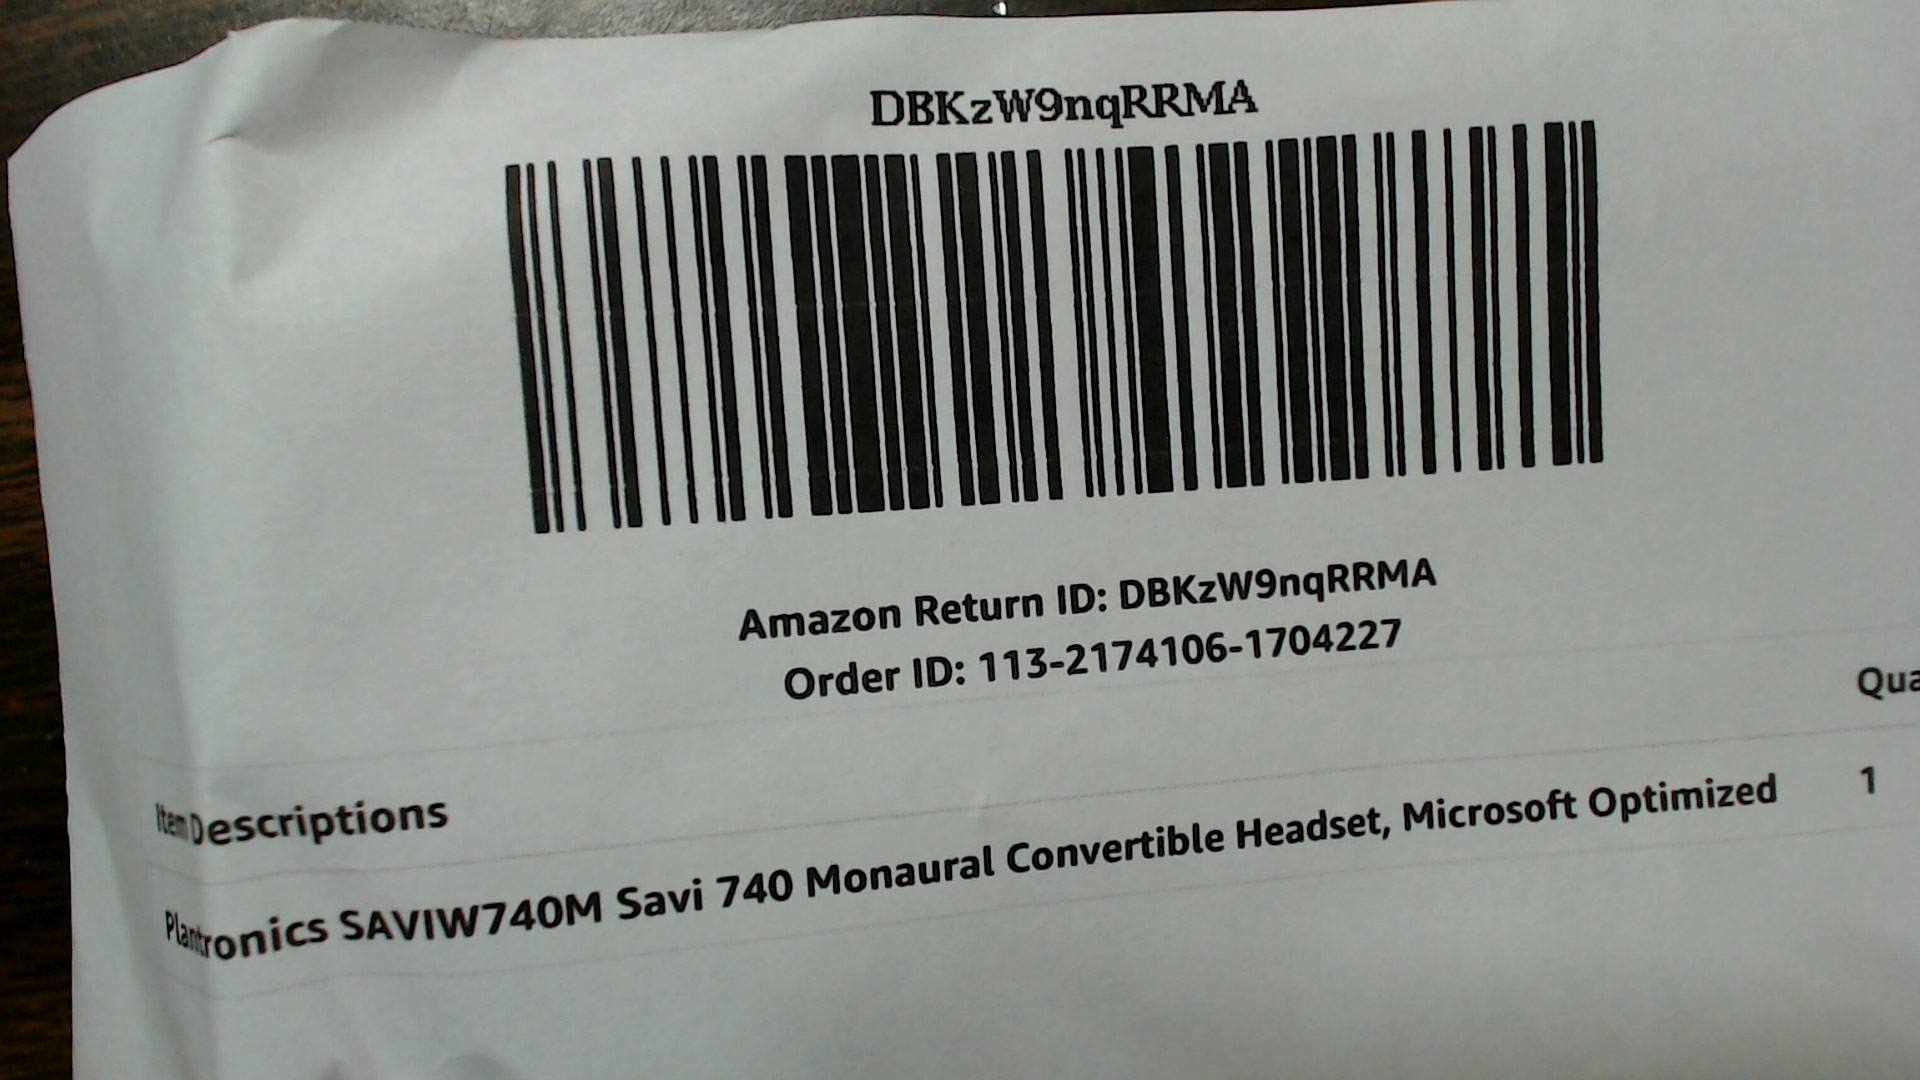 DBKzW9nqRRMA
Amazon Return ID: DBKzW9nqRRMA
Order ID: 113-2174106-1704227
Item Descriptions Qua
Plantronics SAVIW740M Savi 740 Monaural Convertible Headset, Microsoft Optimized 1